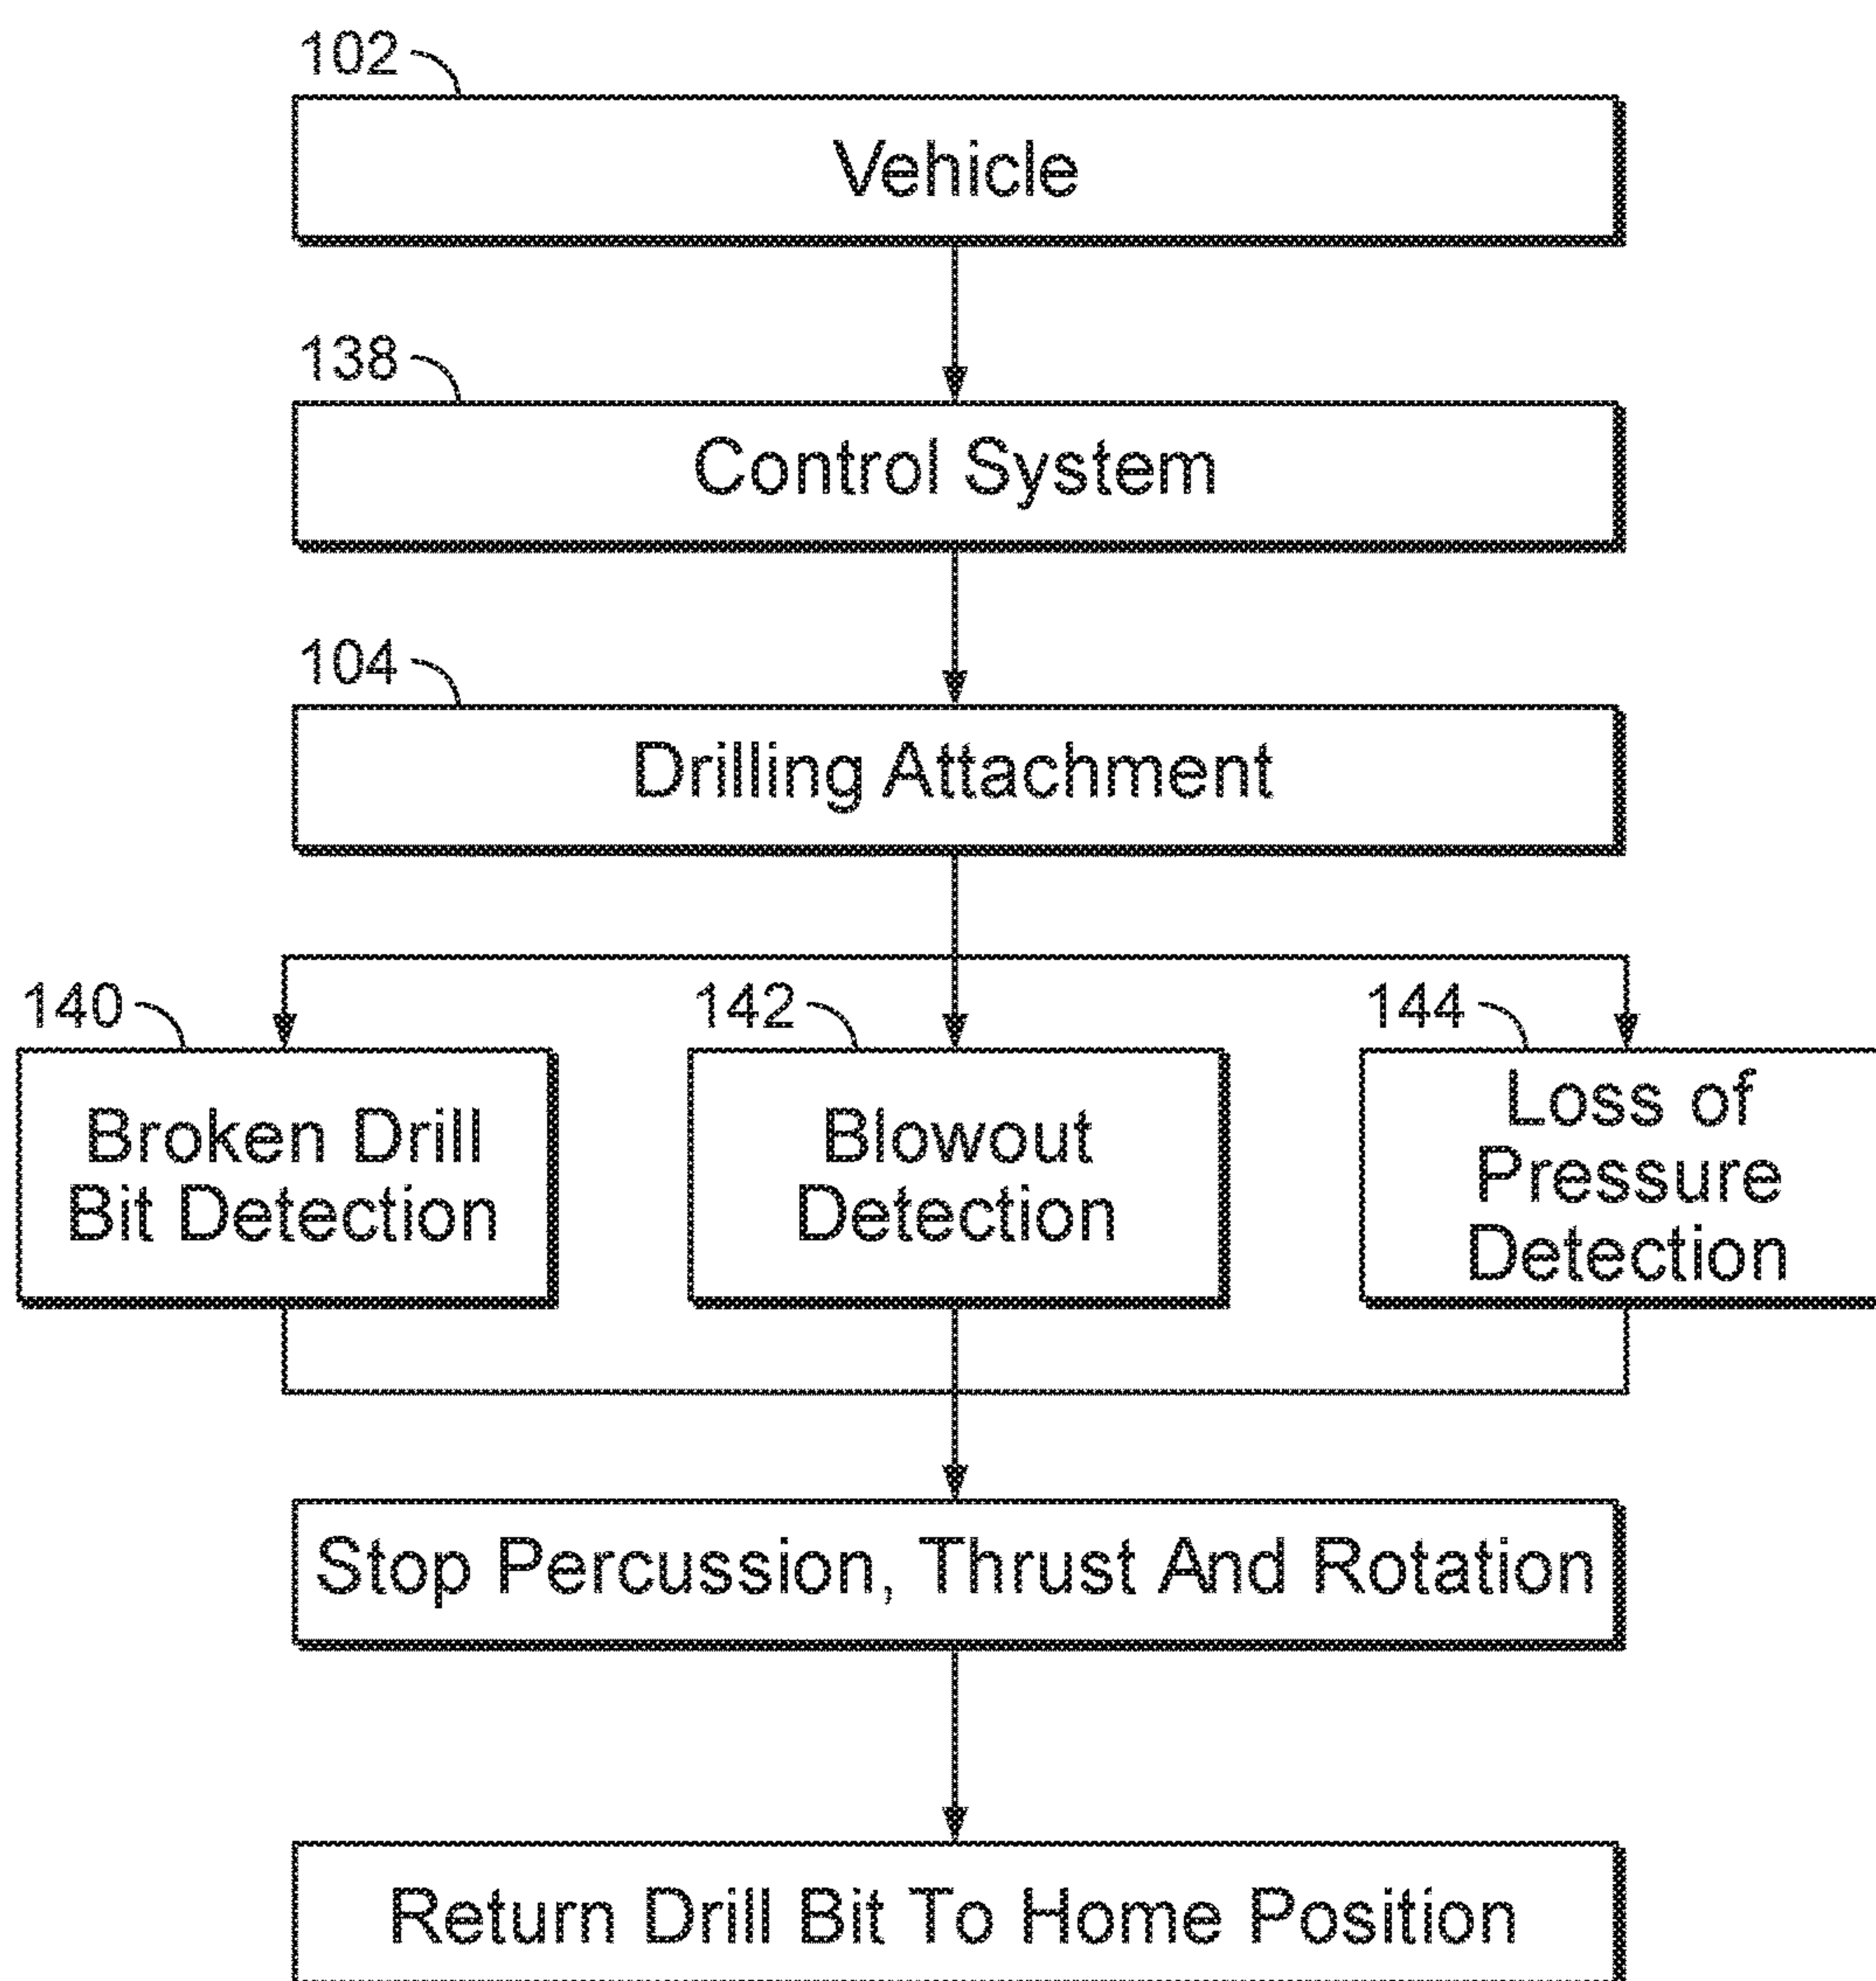 102
Vehicle
138
Control System
104
Drilling Attachment
140
Broken Drill
Bit Detection
142
Blowout
Detection
144
Loss of
Pressure
Detection
Stop Percussion, Thrust And Rotation
Return Drill Bit To Home Position